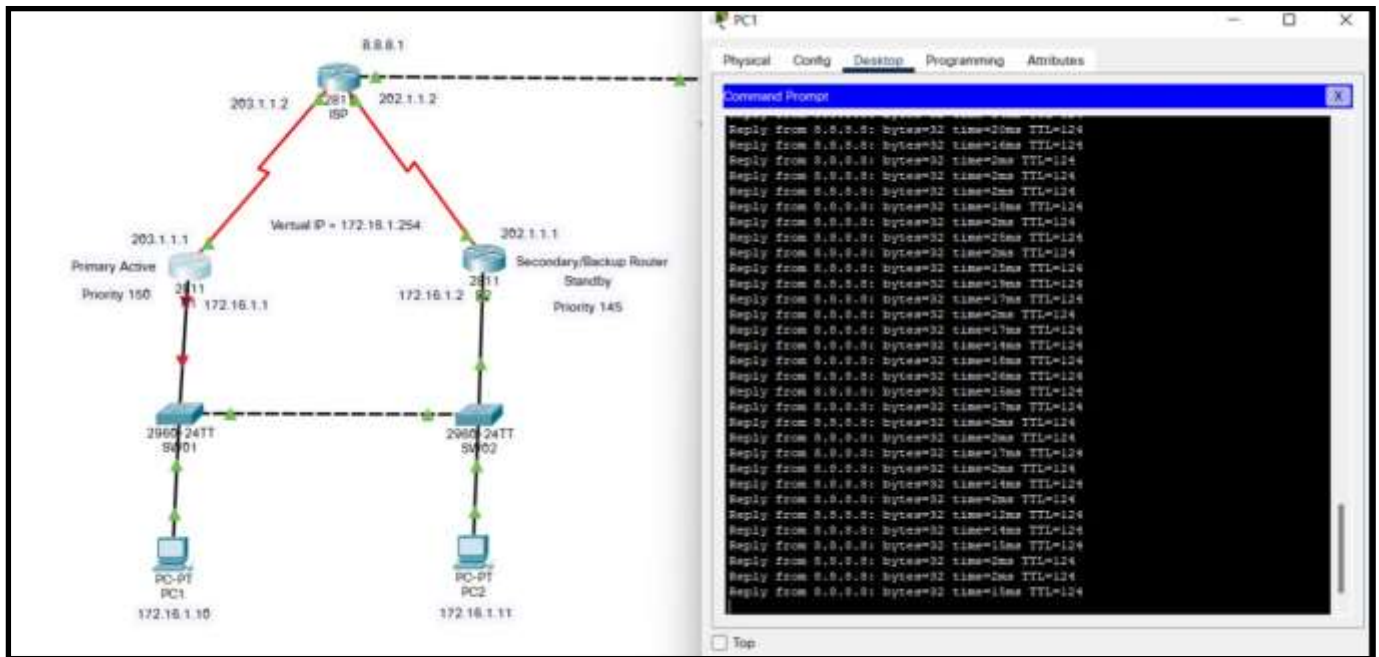 8.8.8.1
203.1.1.2
202.1.1.2
2811
ISP
Vertual IP = 172.16.1.254
203.1.1.1
202.1.1.1
Primary Active
Secondary/Backup Router
2811
2811
Standby
Priority 150
172.16.1.1
172.16.1.2
Priority 145
2960-24TT
SW01
2960-24TT
SW02
PC-PT
PC1
PC-PT
PC2
172.16.1.10
172.16.1.11
PC1
Physical Config Desktop Programming Attributes
Command Prompt X
Reply from 8.8.8.8: bytes=32 time=20ms TTL=124
Reply from 8.8.8.8: bytes=32 time=16ms TTL=124
Reply from 8.8.8.8: bytes=32 time=2ms TTL=124
Reply from 8.8.8.8: bytes=32 time=2ms TTL=124
Reply from 8.8.8.8: bytes=32 time=2ms TTL=124
Reply from 8.8.8.8: bytes=32 time=18ms TTL=124
Reply from 8.8.8.8: bytes=32 time=2ms TTL=124
Reply from 8.8.8.8: bytes=32 time=25ms TTL=124
Reply from 8.8.8.8: bytes=32 time=2ms TTL=124
Reply from 8.8.8.8: bytes=32 time=15ms TTL=124
Reply from 8.8.8.8: bytes=32 time=19ms TTL=124
Reply from 8.8.8.8: bytes=32 time=17ms TTL=124
Reply from 8.8.8.8: bytes=32 time=2ms TTL=124
Reply from 8.8.8.8: bytes=32 time=17ms TTL=124
Reply from 8.8.8.8: bytes=32 time=14ms TTL=124
Reply from 8.8.8.8: bytes=32 time=16ms TTL=124
Reply from 8.8.8.8: bytes=32 time=26ms TTL=124
Reply from 8.8.8.8: bytes=32 time=15ms TTL=124
Reply from 8.8.8.8: bytes=32 time=17ms TTL=124
Reply from 8.8.8.8: bytes=32 time=2ms TTL=124
Reply from 8.8.8.8: bytes=32 time=2ms TTL=124
Reply from 8.8.8.8: bytes=32 time=17ms TTL=124
Reply from 8.8.8.8: bytes=32 time=2ms TTL=124
Reply from 8.8.8.8: bytes=32 time=14ms TTL=124
Reply from 8.8.8.8: bytes=32 time=2ms TTL=124
Reply from 8.8.8.8: bytes=32 time=12ms TTL=124
Reply from 8.8.8.8: bytes=32 time=14ms TTL=124
Reply from 8.8.8.8: bytes=32 time=15ms TTL=124
Reply from 8.8.8.8: bytes=32 time=2ms TTL=124
Reply from 8.8.8.8: bytes=32 time=2ms TTL=124
Reply from 8.8.8.8: bytes=32 time=15ms TTL=124
Top